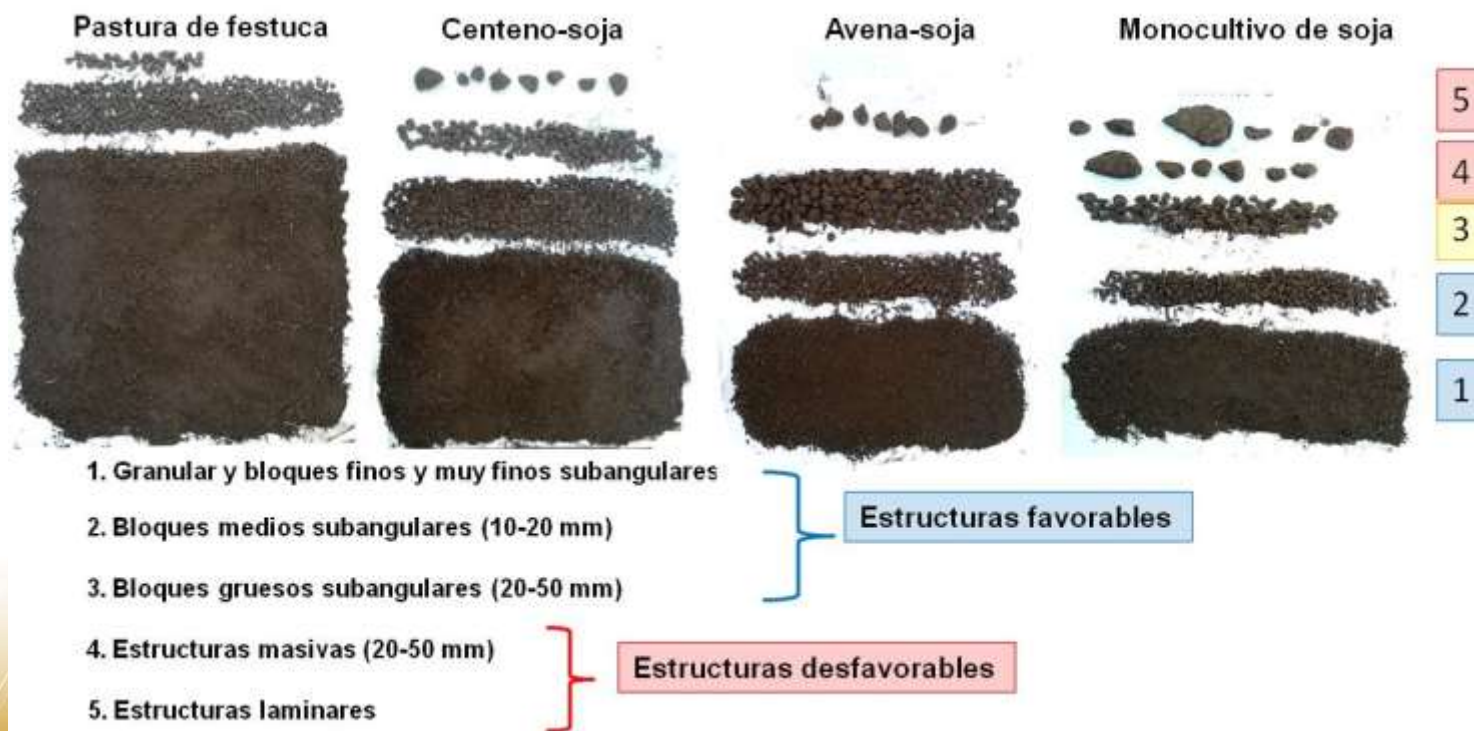 Pastura de festuca
Centeno-soja
Avena-soja
Monocultivo de soja
5
4
3
2
1
1. Granular y bloques finos y muy finos subangulares
2. Bloques medios subangulares (10-20 mm)
3. Bloques gruesos subangulares (20-50 mm)
Estructuras favorables
4. Estructuras masivas (20-50 mm)
5. Estructuras laminares
Estructuras desfavorables